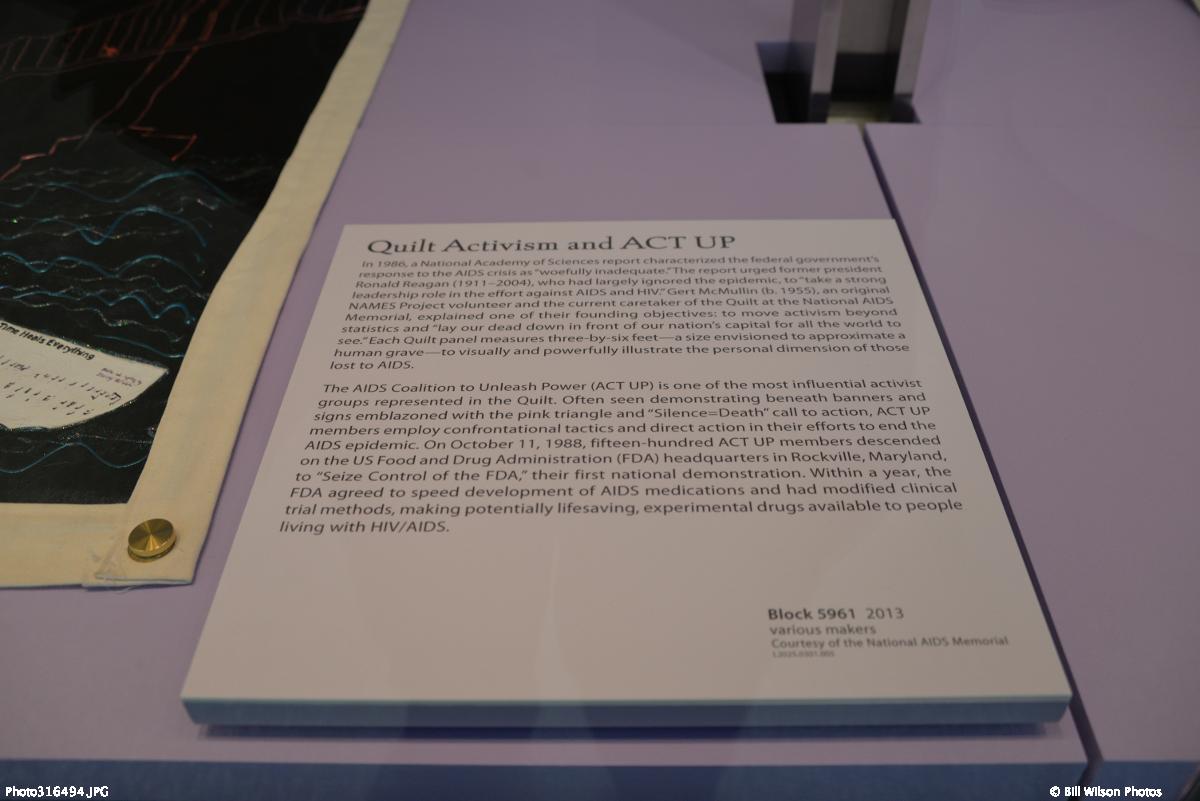 Time Heals Everything
Quilt Activism and ACT UP
In 1986, a National Academy of Sciences report characterized the federal government's
response to the AIDS crisis as "woefully inadequate." The report urged former president
Ronald Reagan (1911–2004), who had largely ignored the epidemic, to "take a strong
leadership role in the effort against AIDS and HIV." Gert McMullin (b. 1955), an original
NAMES Project volunteer and the current caretaker of the Quilt at the National AIDS
Memorial, explained one of their founding objectives: to move activism beyond
statistics and "lay our dead down in front of our nation's capital for all the world to
see." Each Quilt panel measures three-by-six feet—a size envisioned to approximate a
human grave—to visually and powerfully illustrate the personal dimension of those
lost to AIDS.
The AIDS Coalition to Unleash Power (ACT UP) is one of the most influential activist
groups represented in the Quilt. Often seen demonstrating beneath banners and
signs emblazoned with the pink triangle and "Silence=Death" call to action, ACT UP
members employ confrontational tactics and direct action in their efforts to end the
AIDS epidemic. On October 11, 1988, fifteen-hundred ACT UP members descended
on the US Food and Drug Administration (FDA) headquarters in Rockville, Maryland,
to "Seize Control of the FDA," their first national demonstration. Within a year, the
FDA agreed to speed development of AIDS medications and had modified clinical
trial methods, making potentially lifesaving, experimental drugs available to people
living with HIV/AIDS.
Block 5961 2013
various makers
Courtesy of the National AIDS Memorial
L2025.0301.005
Photo316494.JPG
© Bill Wilson Photos